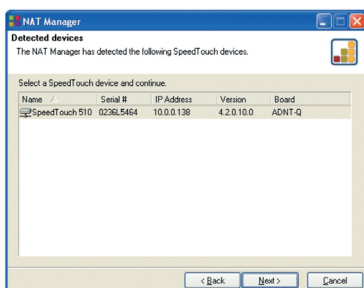 NAT Manager
Detected devices
The NAT Manager has detected the following SpeedTouch devices.
Select a SpeedTouch device and continue.
Name Serial # IP Address Version Board
SpeedTouch 510 0236L5464 10.0.0.138 4.2.0.10.0 ADNT-Q
< Back Next > Cancel